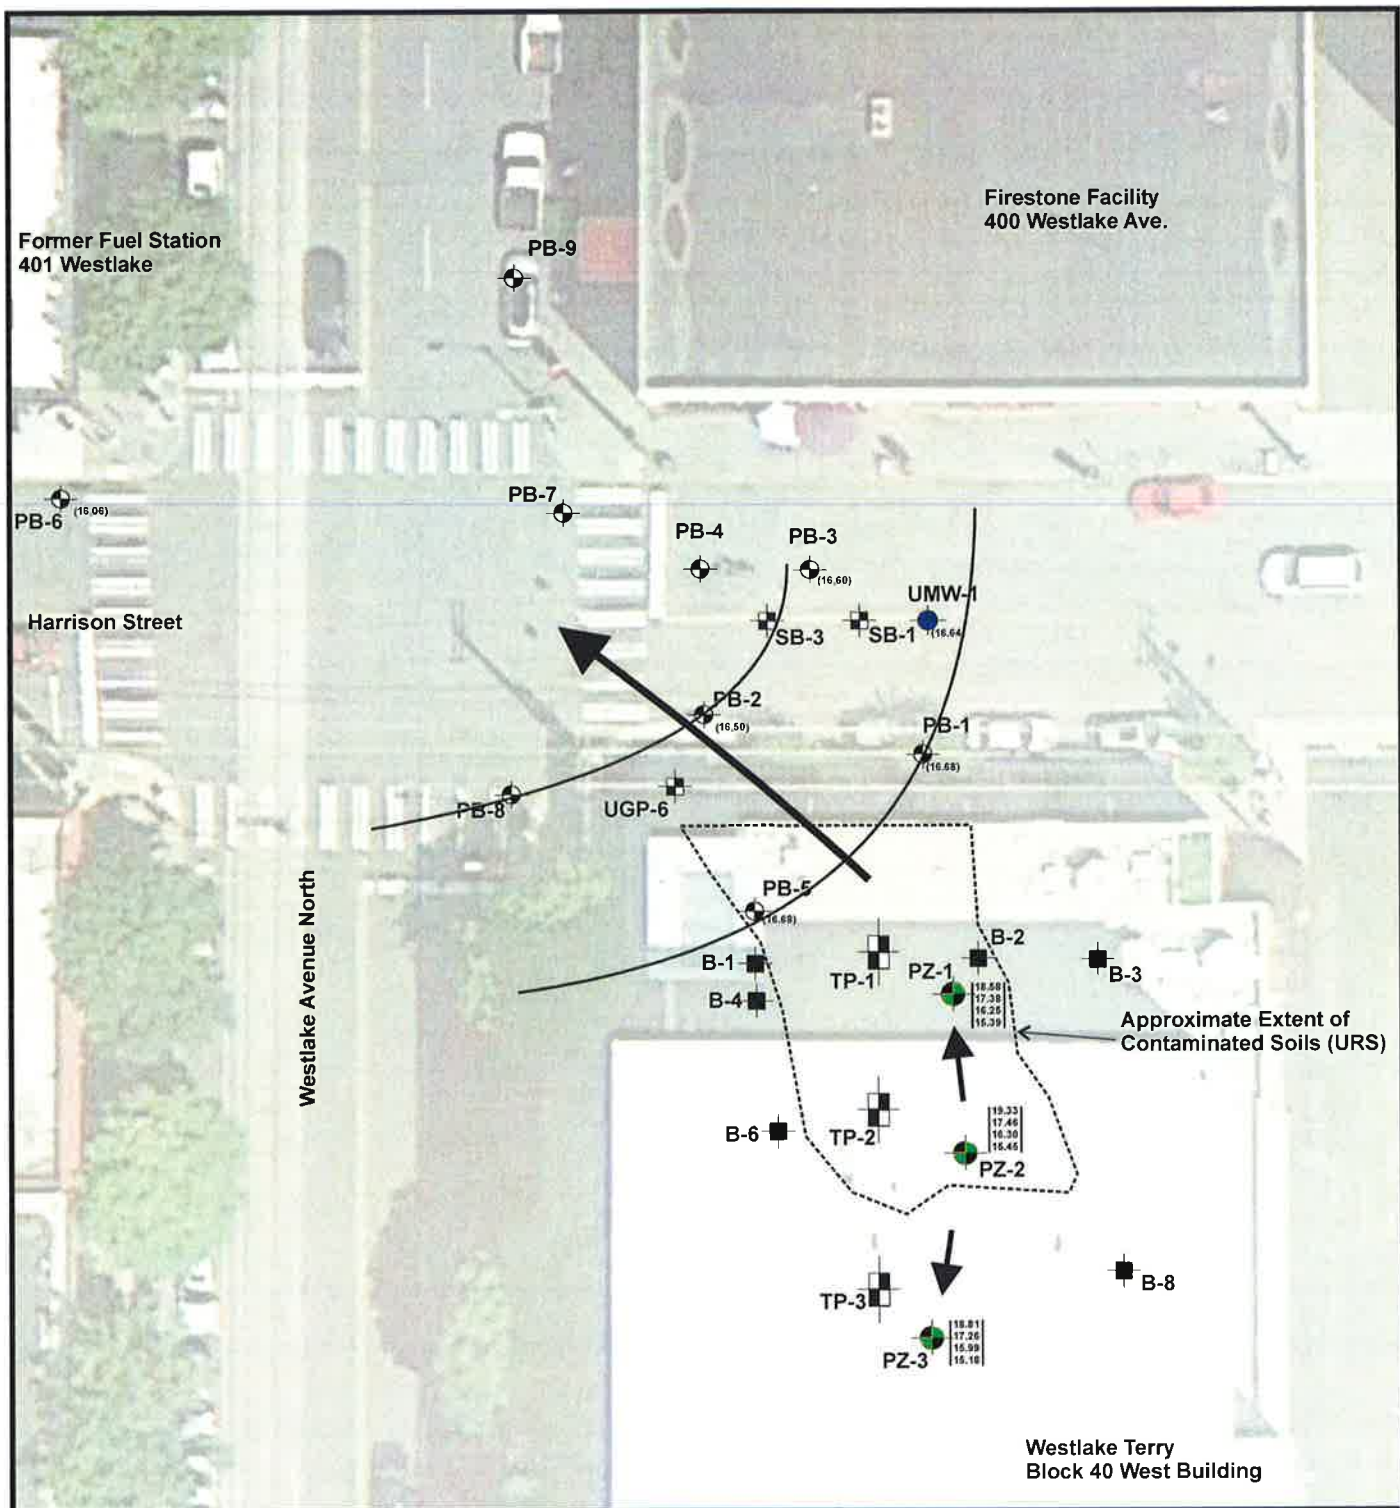 Firestone Facility
400 Westlake Ave.
Former Fuel Station
401 Westlake
PB-9
PB-6
(16.06)
PB-7
PB-4
PB-3
(16.60)
UMW-1
(16.64
SB-3
SB-1
Harrison Street
PB-2
(16.50)
PB-1
(16.68)
PB-8
UGP-6
Westlake Avenue North
PB-5
(16.69)
B-1
TP-1
PZ-1
B-2
B-3
18.58
17.38
16.25
15.39
B-4
Approximate Extent of
Contaminated Soils (URS)
B-6
TP-2
19.33
17.46
16.30
15.45
PZ-2
TP-3
B-8
PZ-3
18.81
17.26
15.99
15.18
Westlake Terry
Block 40 West Building